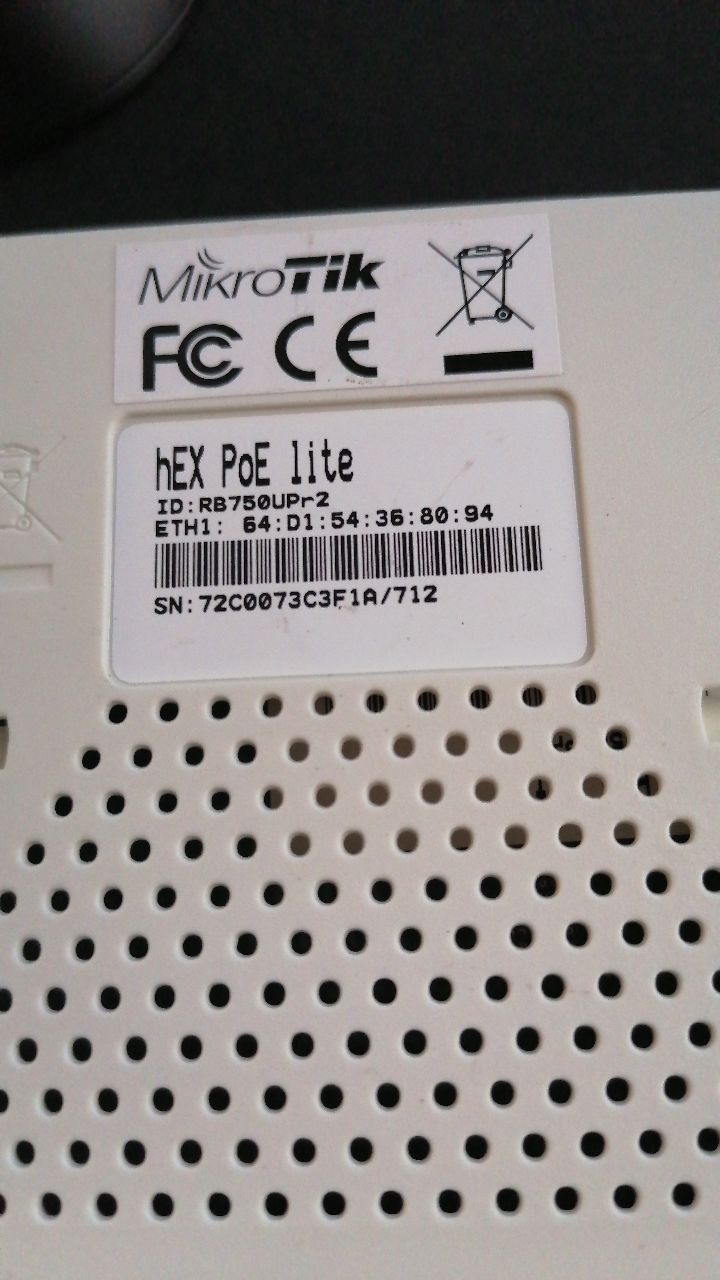 MikroTik
FC CE
hEX PoE lite
ID:RB750UPr2
ETH1: 64:D1:54:36:80:94
SN:72C0073C3F1A/712